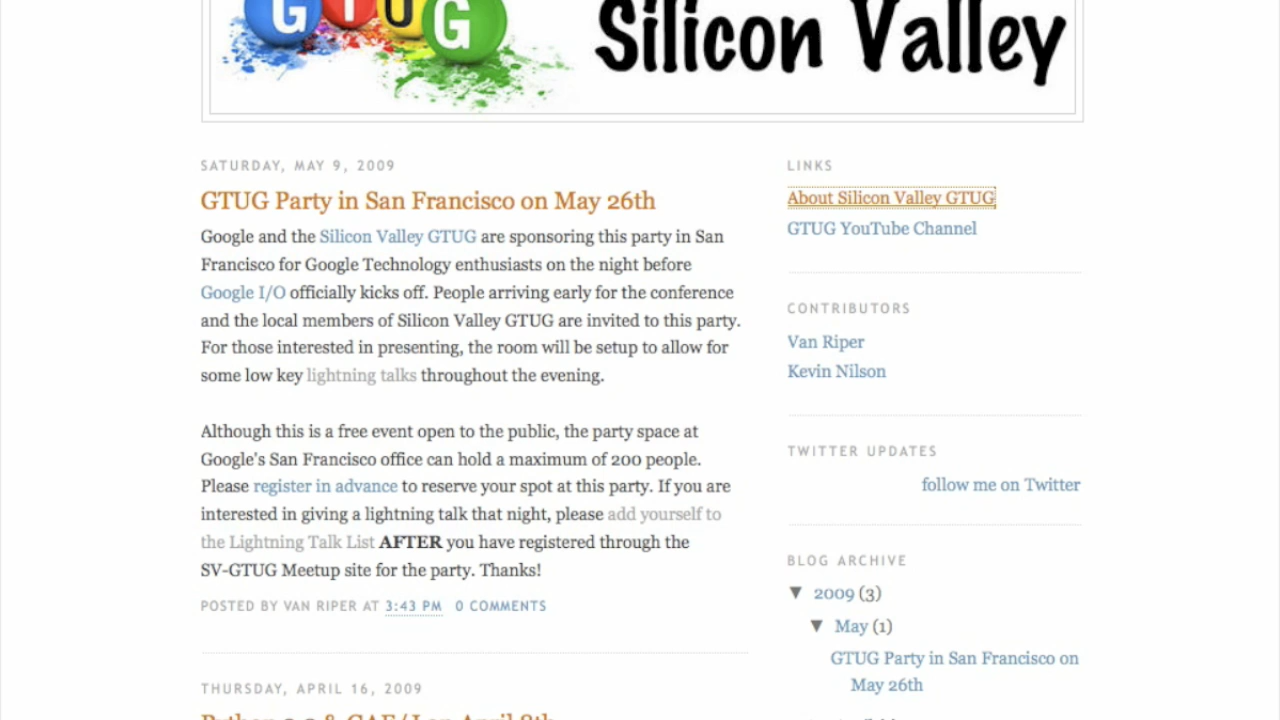 GTUG
Silicon Valley
SATURDAY, MAY 9, 2009
GTUG Party in San Francisco on May 26th
Google and the Silicon Valley GTUG are sponsoring this party in San
Francisco for Google Technology enthusiasts on the night before
Google I/O officially kicks off. People arriving early for the conference
and the local members of Silicon Valley GTUG are invited to this party.
For those interested in presenting, the room will be setup to allow for
some low key lightning talks throughout the evening.
Although this is a free event open to the public, the party space at
Google's San Francisco office can hold a maximum of 200 people.
Please register in advance to reserve your spot at this party. If you are
interested in giving a lightning talk that night, please add yourself to
the Lightning Talk List AFTER you have registered through the
SV-GTUG Meetup site for the party. Thanks!
POSTED BY VAN RIPER AT 3:43 PM 0 COMMENTS
THURSDAY, APRIL 16, 2009
LINKS
About Silicon Valley GTUG
GTUG YouTube Channel
CONTRIBUTORS
Van Riper
Kevin Nilson
TWITTER UPDATES
follow me on Twitter
BLOG ARCHIVE
▼ 2009 (3)
▼ May (1)
GTUG Party in San Francisco on
May 26th